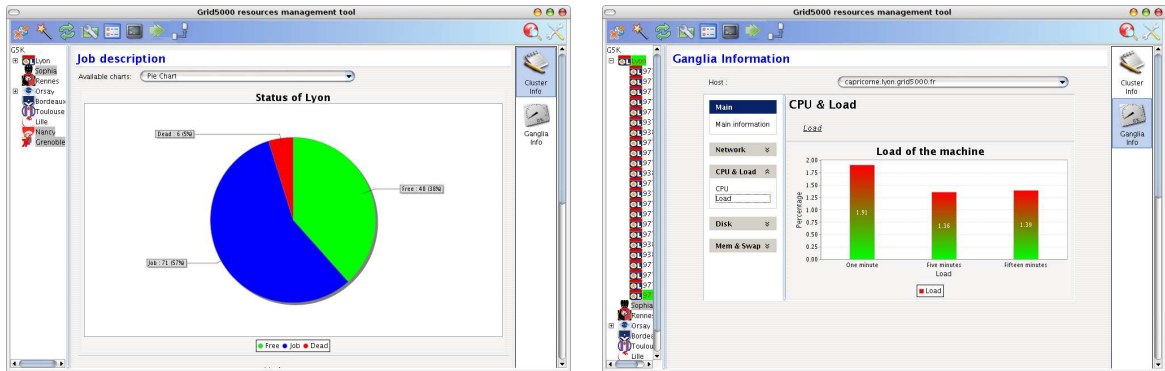 Grid5000 resources management tool
G5K
Lyon
Sophia
Rennes
Orsay
Bordeaux
Toulouse
Lille
Nancy
Grenoble
Job description
Available charts:
Pie Chart
Status of Lyon
Dead : 6 (5%)
Free : 48 (38%)
Job : 71 (57%)
Free Job Dead
Cluster
Info
Ganglia
Info
Grid5000 resources management tool
G5K
Lyon
Sophia
Rennes
Orsay
Bordea
Toulou
Lille
Ganglia Information
Host :
capricorne.lyon.grid5000.fr
Main
Main information
Network
CPU & Load
CPU
Load
Disk
Mem & Swap
CPU & Load
Load
Load of the machine
2.00
1.75
1.50
1.25
1.00
0.75
0.50
0.25
0.00
Percentage
1.91
1.36
1.39
One minute
Five minutes
Fifteen minutes
Load
Load
Cluster
Info
Ganglia
Info